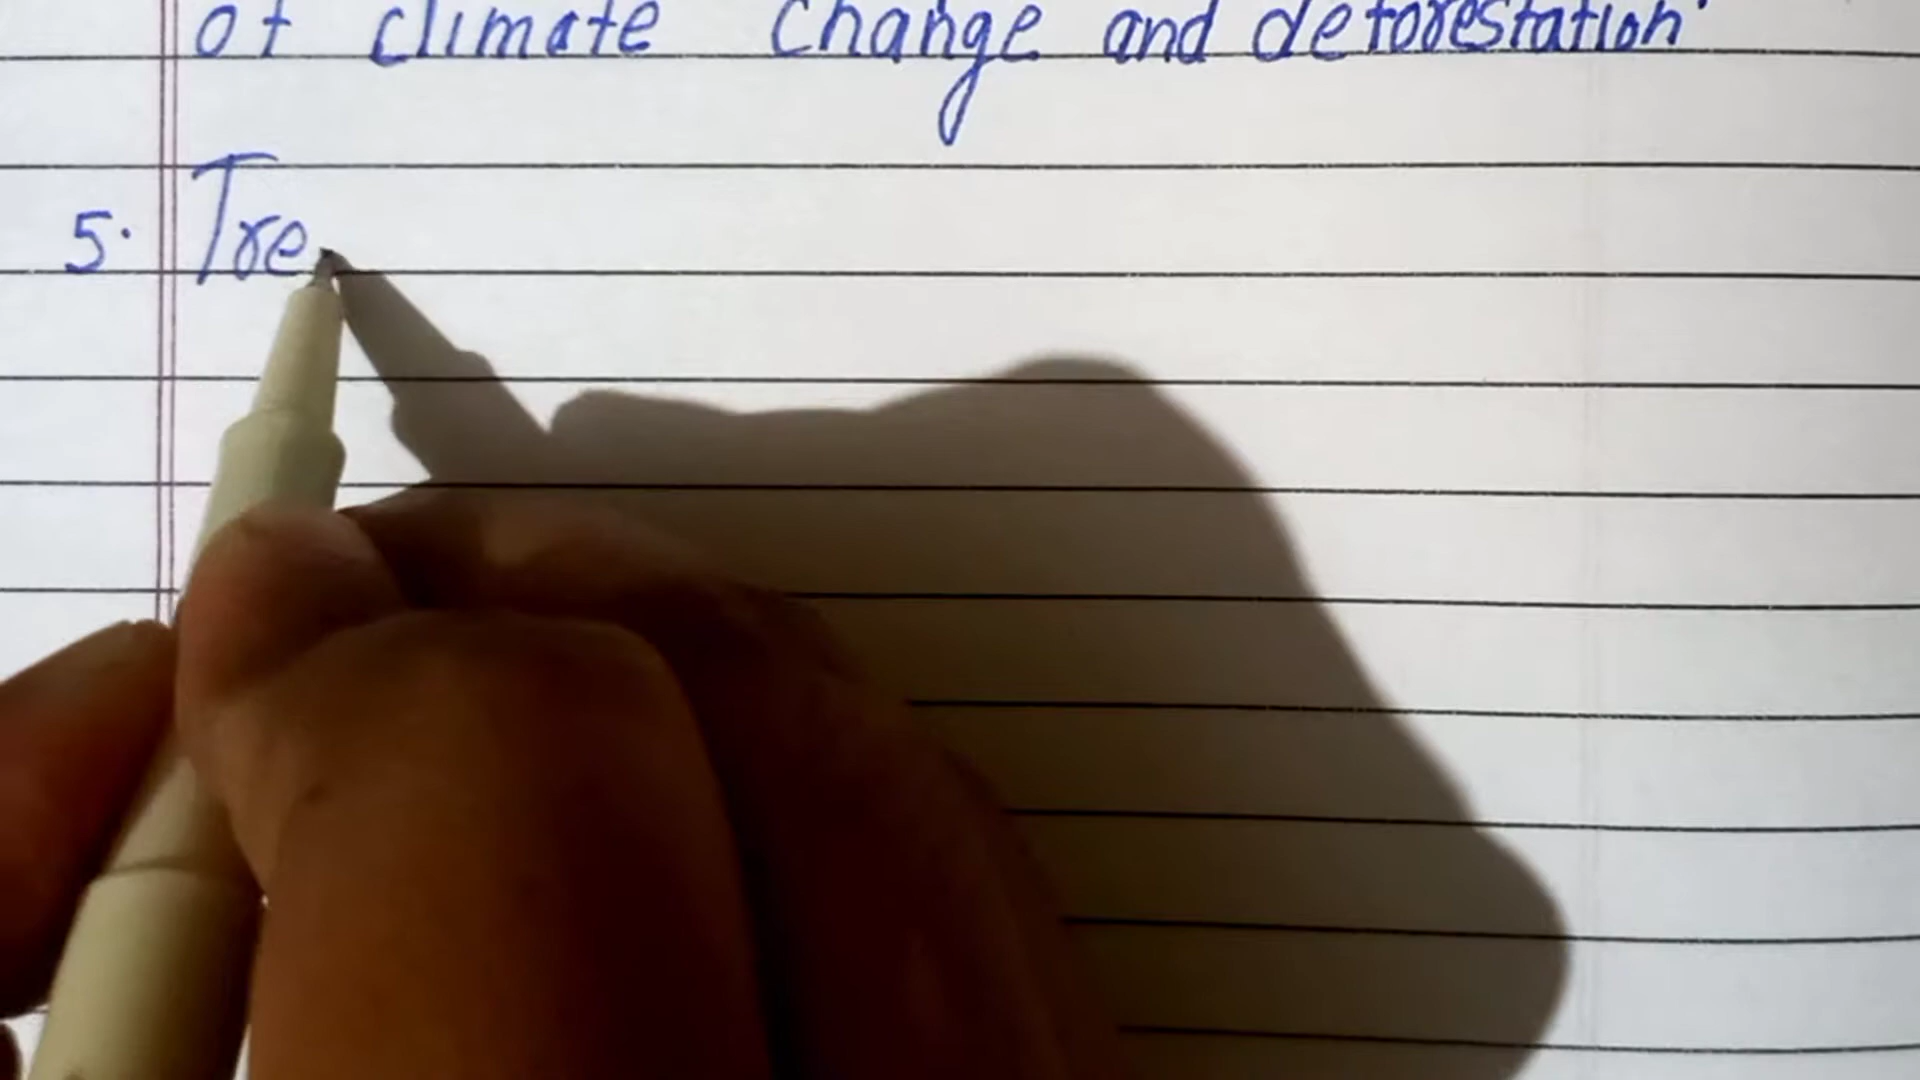 of climate Change and deforestation.
5. Tre